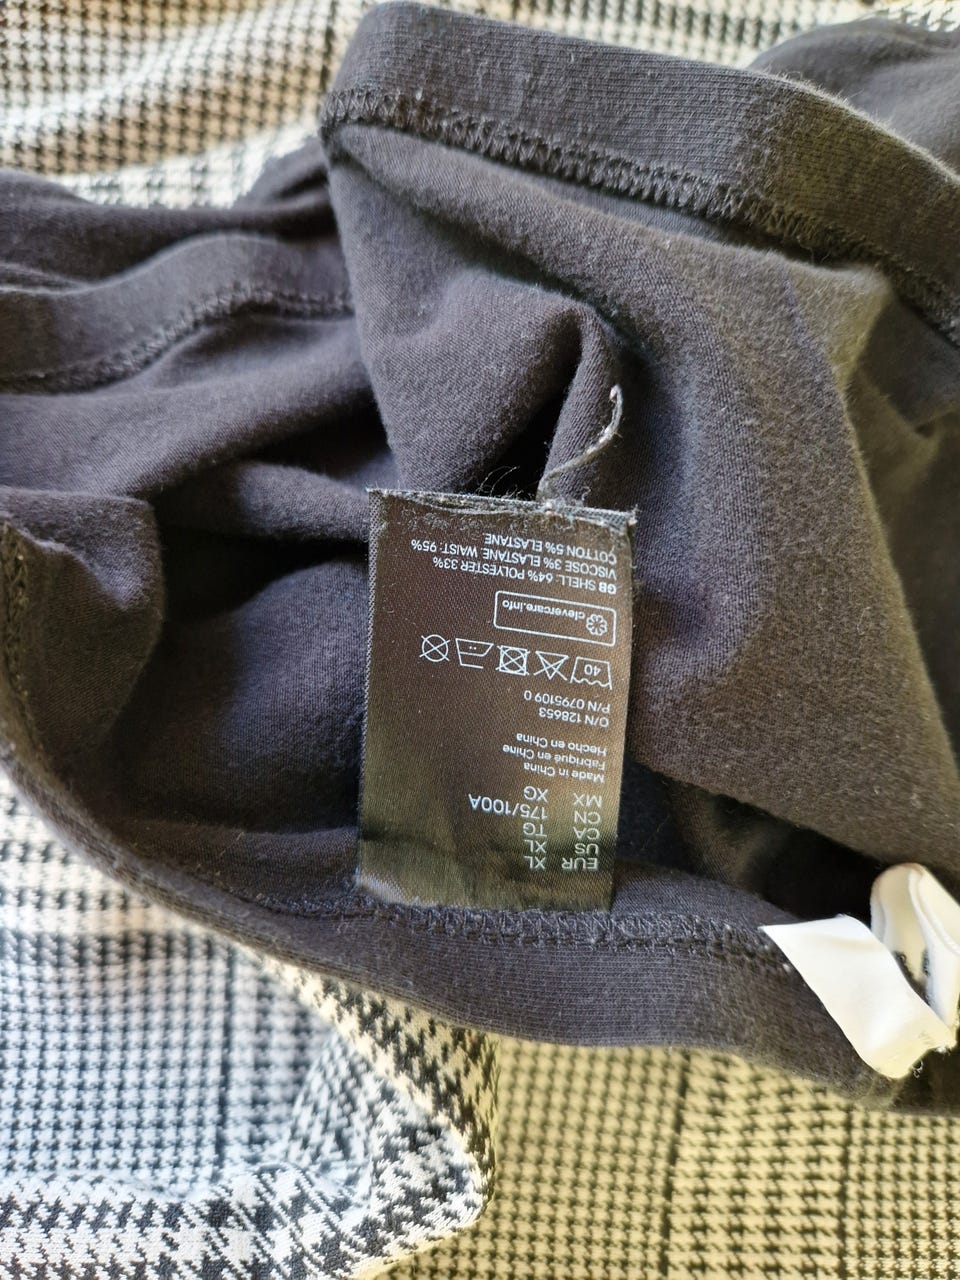 EUR XL
US XL
CA TG
CN 175/100A
MX XG
Made in China
Fabriqué en Chine
Hecho en China
O/N 128653
P/N 0795109 0
40
clevercare.info
GB SHELL: 64% POLYESTER 33%
VISCOSE 3% ELASTANE WAIST: 95%
COTTON 5% ELASTANE